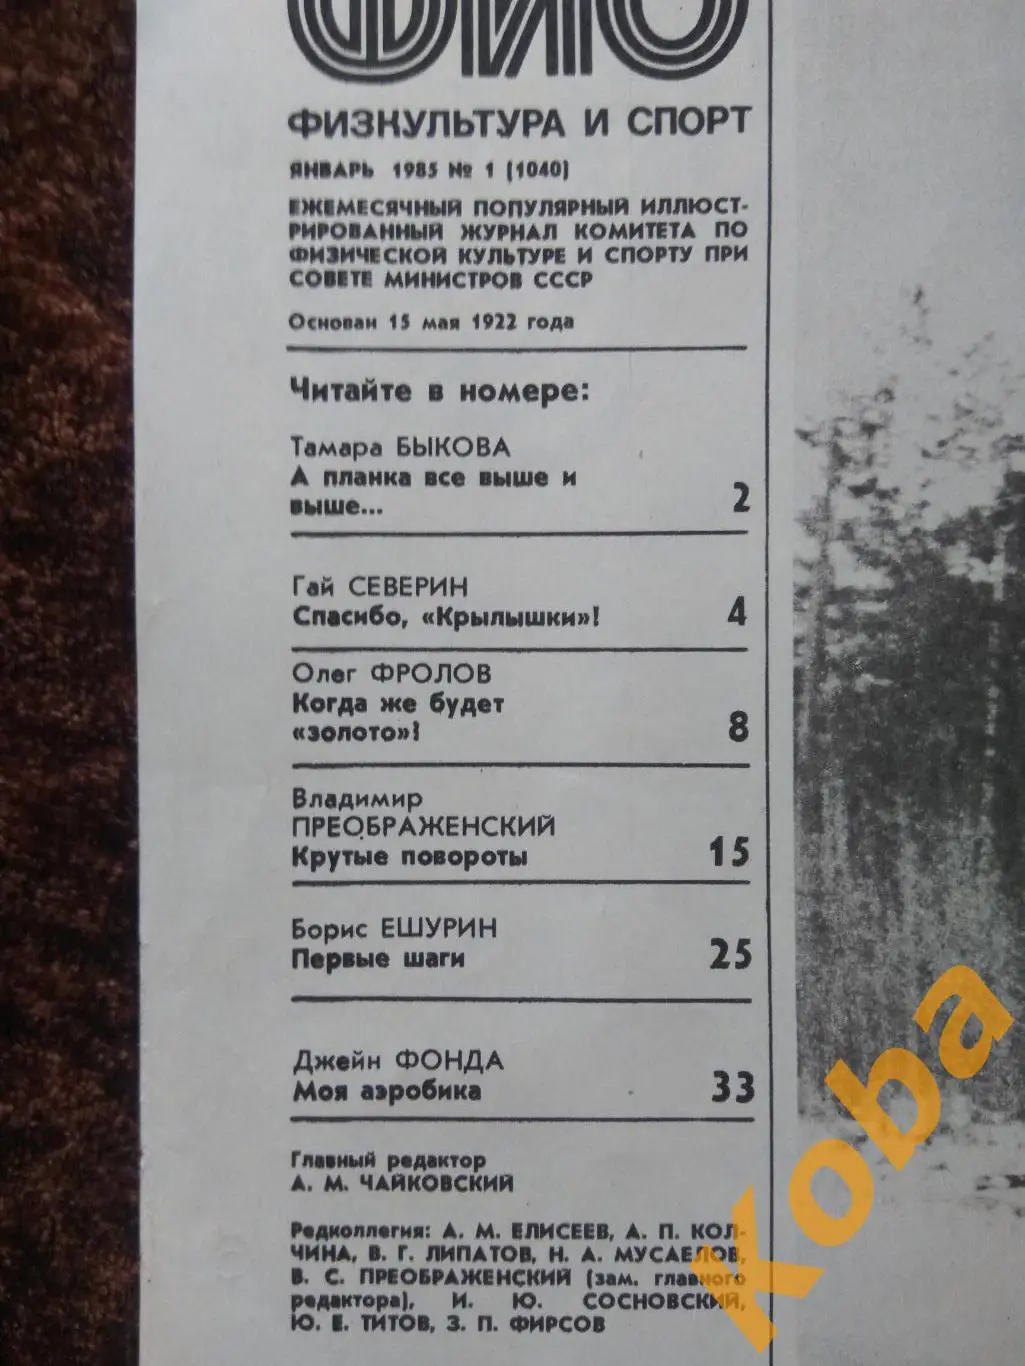 ФИС
ФИЗКУЛЬТУРА И СПОРТ
ЯНВАРЬ 1985 № 1 (1040)
ЕЖЕМЕСЯЧНЫЙ ПОПУЛЯРНЫЙ ИЛЛЮСТ-
РИРОВАННЫЙ ЖУРНАЛ КОМИТЕТА ПО
ФИЗИЧЕСКОЙ КУЛЬТУРЕ И СПОРТУ ПРИ
СОВЕТЕ МИНИСТРОВ СССР
Основан 15 мая 1922 года
Читайте в номере:
Тамара БЫКОВА
А планка все выше и
выше... 2
Гай СЕВЕРИН
Спасибо, «Крылышки»! 4
Олег ФРОЛОВ
Когда же будет
«золото»? 8
Владимир
ПРЕОБРАЖЕНСКИЙ
Крутые повороты 15
Борис ЕШУРИН
Первые шаги 25
Джейн ФОНДА
Моя аэробика 33
Главный редактор
А. М. ЧАЙКОВСКИЙ
Редколлегия: А. М. ЕЛИСЕЕВ, А. П. КОЛ-
ЧИНА, В. Г. ЛИПАТОВ, Н. А. МУСАЕЛОВ,
В. С. ПРЕОБРАЖЕНСКИЙ (зам. главного
редактора), И. Ю. СОСНОВСКИЙ,
Ю. Е. ТИТОВ, З. П. ФИРСОВ
Koba